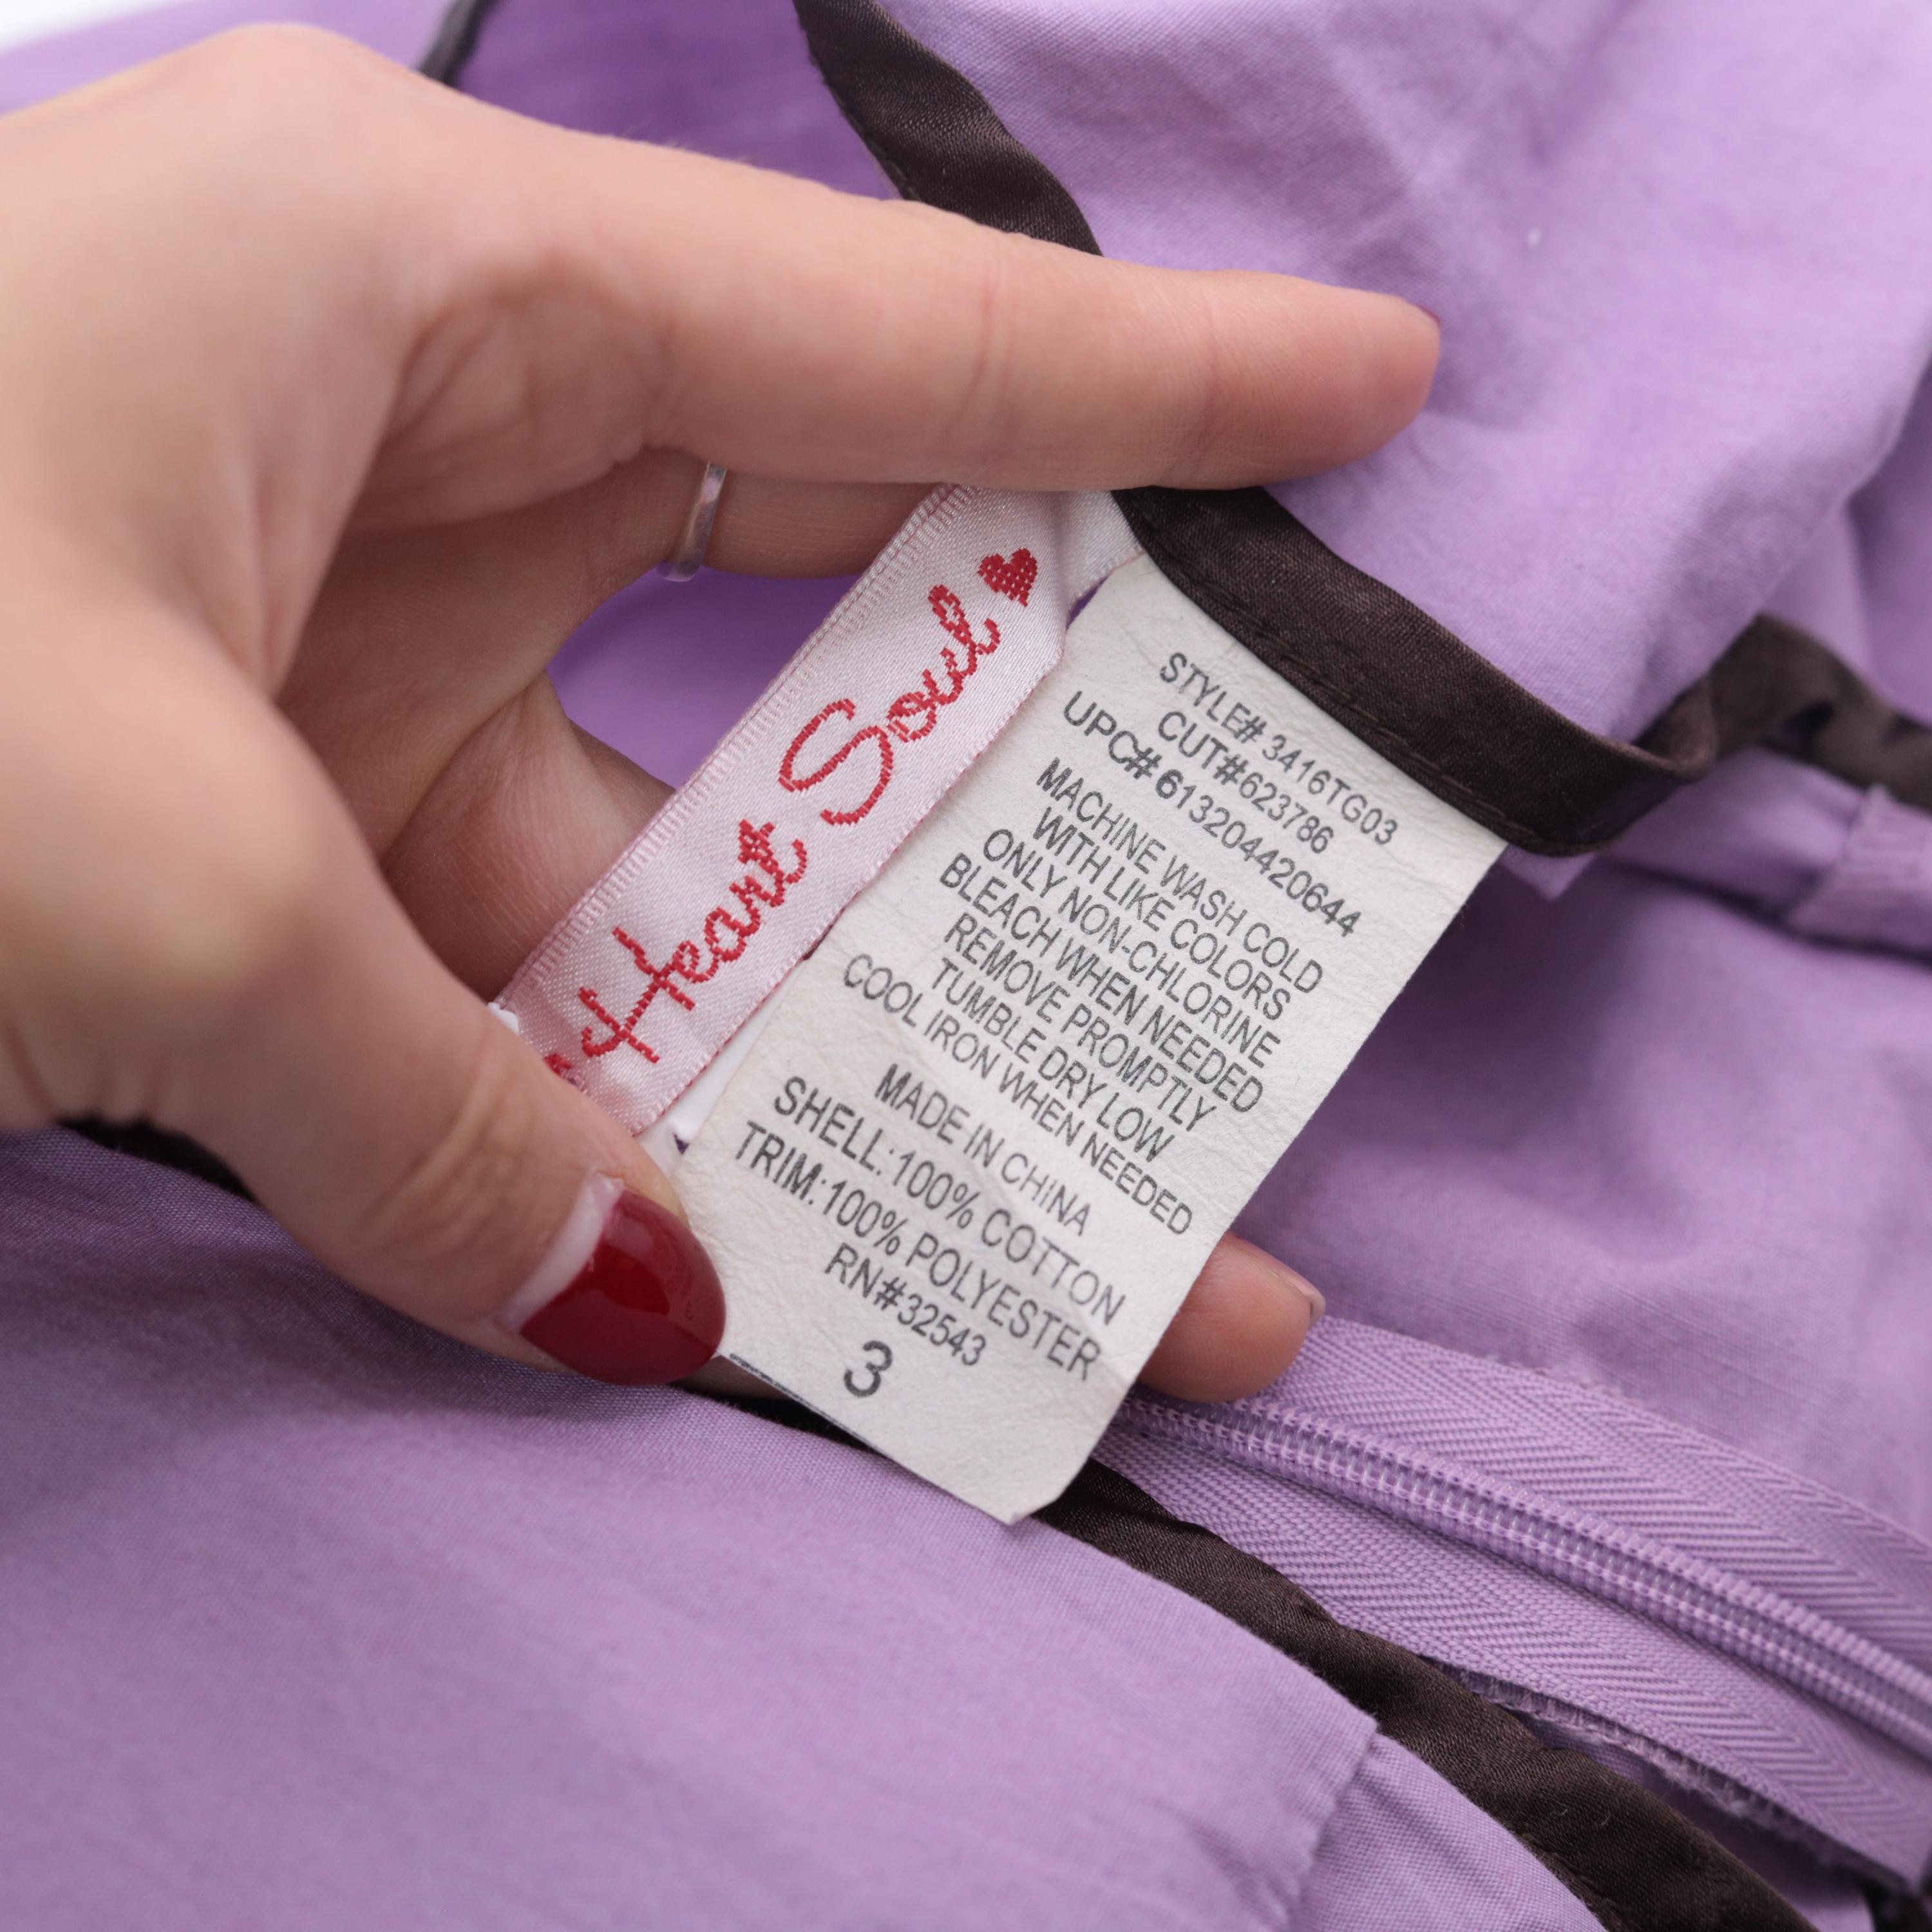 Heart Soul
STYLE# 3416TG03
CUT#623786
UPC# 613204420644
MACHINE WASH COLD
WITH LIKE COLORS
ONLY NON-CHLORINE
BLEACH WHEN NEEDED
REMOVE PROMPTLY
TUMBLE DRY LOW
COOL IRON WHEN NEEDED
MADE IN CHINA
SHELL:100% COTTON
TRIM:100% POLYESTER
RN#32543
3